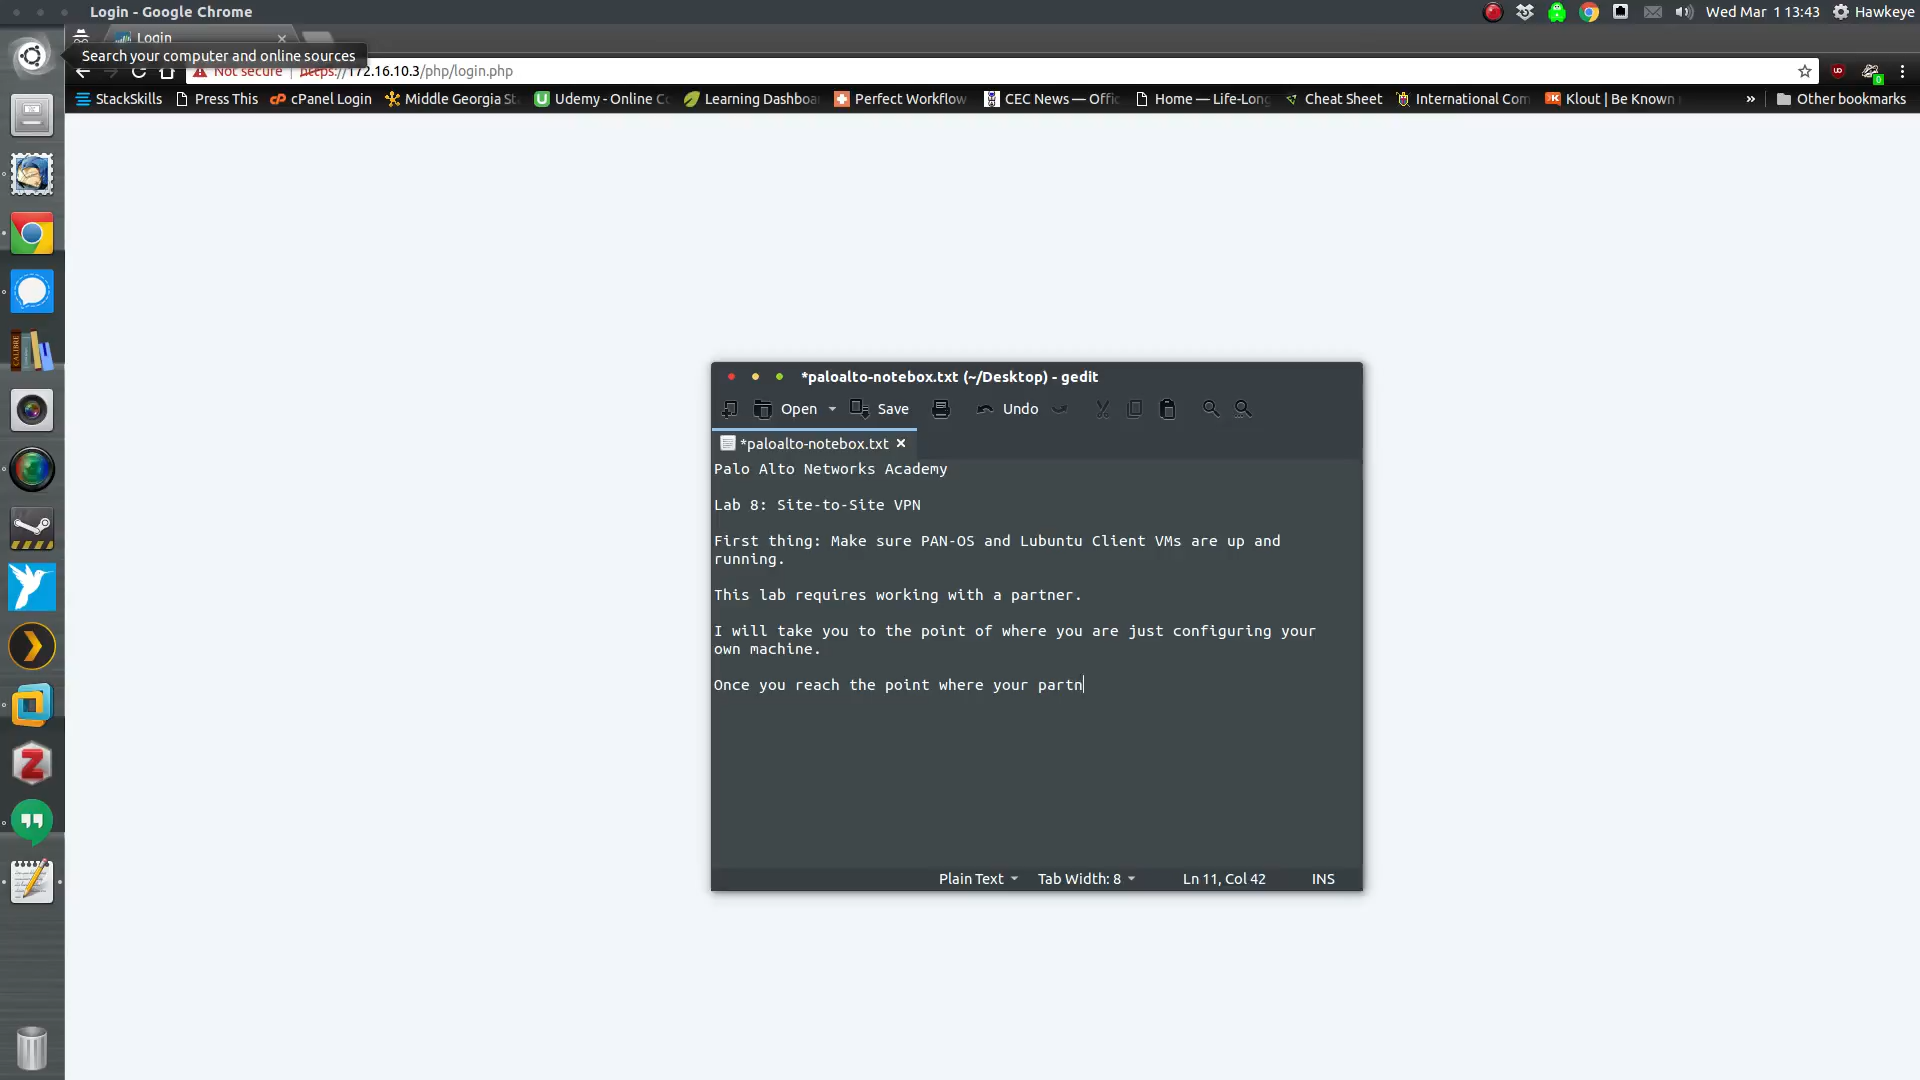 Login - Google Chrome
Wed Mar 1 13:43
Hawkeye
Login
Search your computer and online sources
Not secure
https://172.16.10.3/php/login.php
StackSkills
Press This
cPanel Login
Middle Georgia St
Udemy - Online Co
Learning Dashboa
Perfect Workflow
CEC News — Offic
Home — Life-Long
Cheat Sheet
International Com
Klout | Be Known
»
Other bookmarks
*paloalto-notebox.txt (~/Desktop) - gedit
Open
Save
Undo
*paloalto-notebox.txt
Palo Alto Networks Academy
Lab 8: Site-to-Site VPN
First thing: Make sure PAN-OS and Lubuntu Client VMs are up and
running.
This lab requires working with a partner.
I will take you to the point of where you are just configuring your
own machine.
Once you reach the point where your partn
Plain Text
Tab Width: 8
Ln 11, Col 42
INS